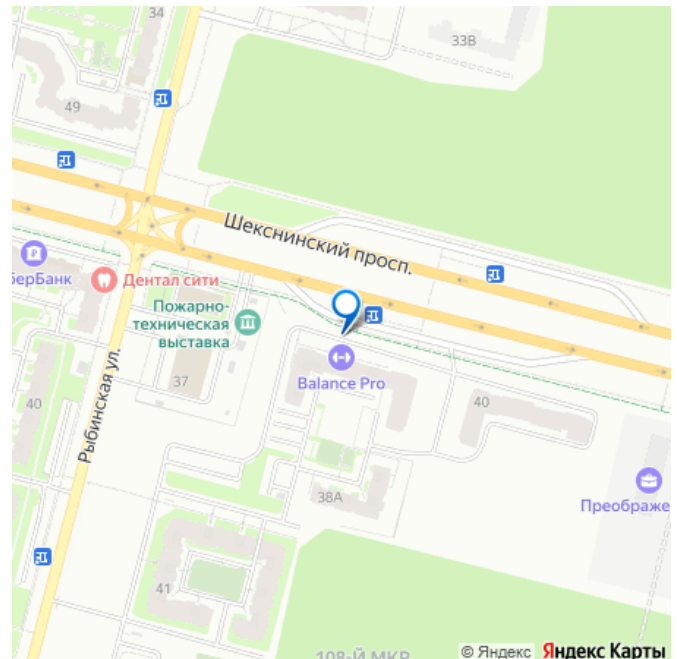 34
33В
49
Шекснинский просп.
берБанк
Дентал сити
Пожарно-
техническая
выставка
Balance Pro
37
40
40
Рыбинская ул.
38А
Преображе
41
108-й МКР
© Яндекс Яндекс Карты